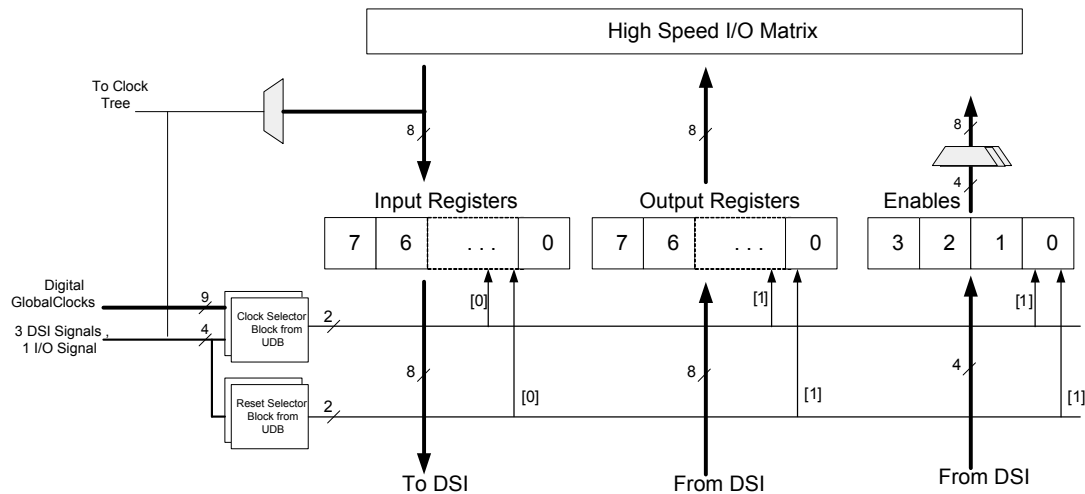 High Speed I/O Matrix
To Clock
Tree
8
8
8
4
Input Registers
Output Registers
Enables
7 6 . . . 0
7 6 . . . 0
3 2 1 0
Digital
GlobalClocks
9
[0]
[1]
[1]
3 DSI Signals ,
1 I/O Signal
4
Clock Selector
Block from
UDB
2
8
8
4
Reset Selector
Block from
UDB
2
[0]
[1]
[1]
To DSI
From DSI
From DSI